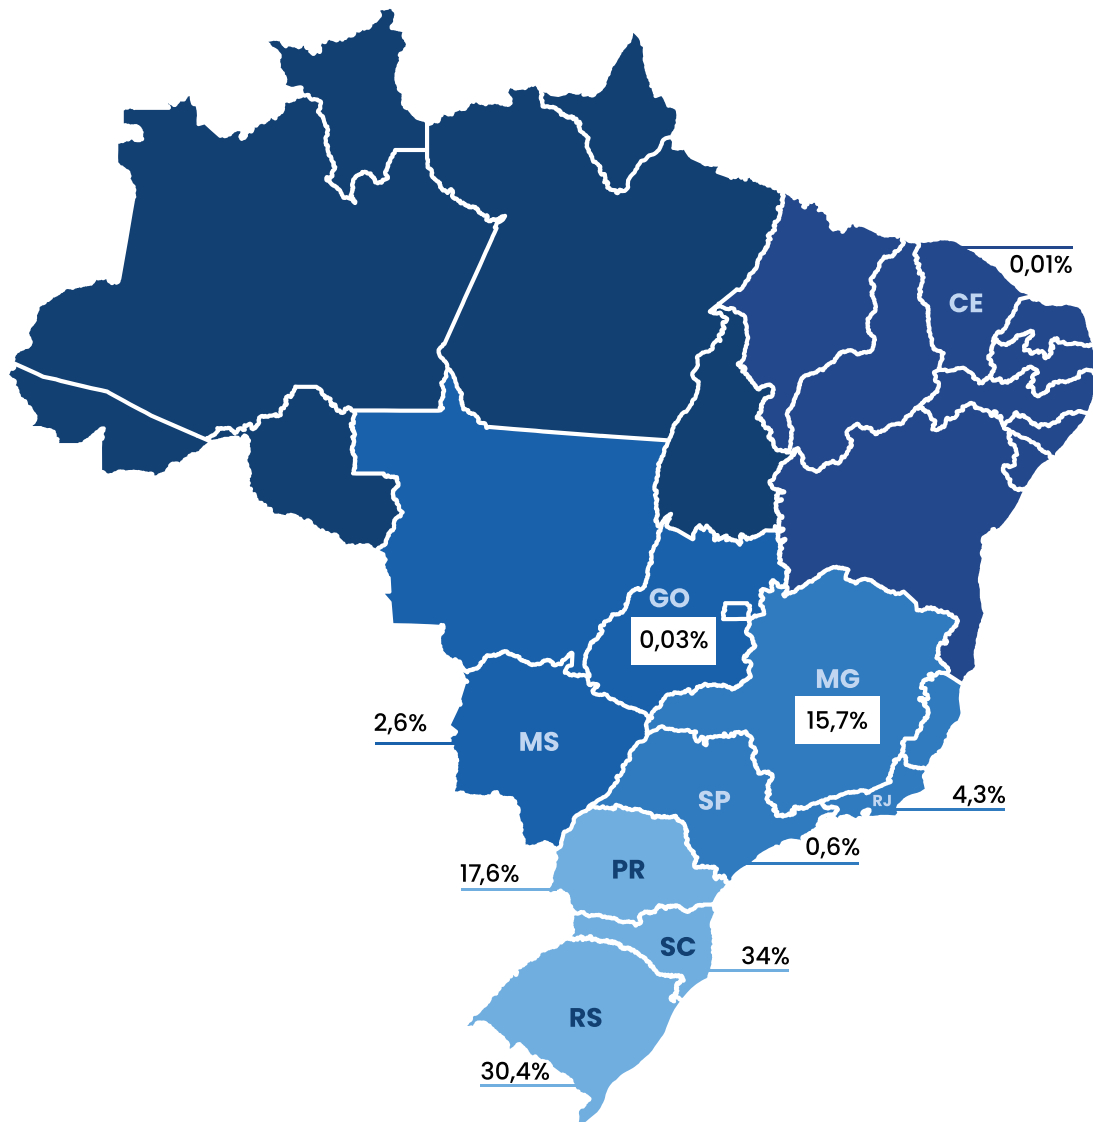 0,01%
CE
GO
0,03%
MG
15,7%
2,6%
MS
SP
RJ
4,3%
0,6%
17,6%
PR
SC
34%
RS
30,4%